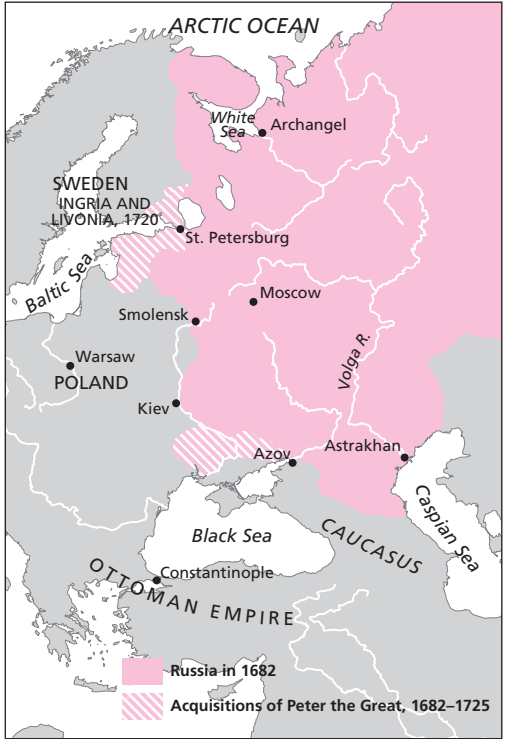 ARCTIC OCEAN
White
Sea
Archangel
SWEDEN
INGRIA AND
LIVONIA, 1720
St. Petersburg
Baltic Sea
Moscow
Smolensk
Volga R.
Warsaw
POLAND
Kiev
Azov
Astrakhan
Caspian Sea
Black Sea
CAUCASUS
Constantinople
OTTOMAN EMPIRE
Russia in 1682
Acquisitions of Peter the Great, 1682–1725